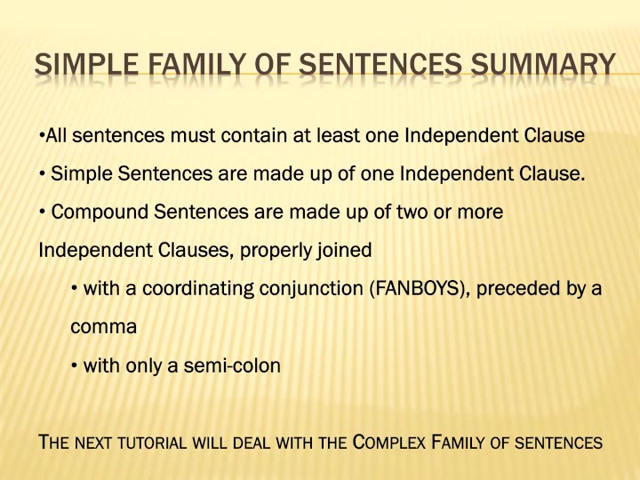 SIMPLE FAMILY OF SENTENCES SUMMARY
•All sentences must contain at least one Independent Clause
• Simple Sentences are made up of one Independent Clause.
• Compound Sentences are made up of two or more
Independent Clauses, properly joined
• with a coordinating conjunction (FANBOYS), preceded by a
comma
• with only a semi-colon
THE NEXT TUTORIAL WILL DEAL WITH THE COMPLEX FAMILY OF SENTENCES